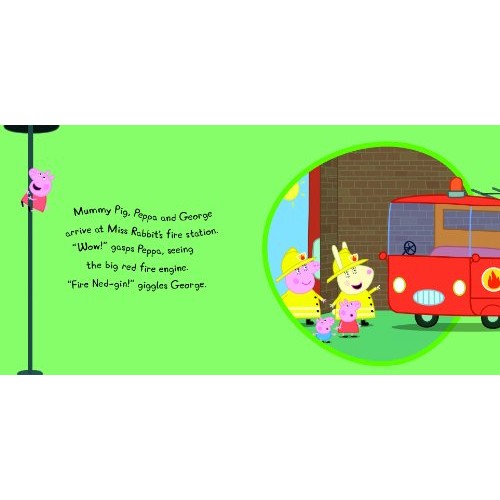 Mummy Pig, Peppa and George
arrive at Miss Rabbit's fire station.
"Wow!" gasps Peppa, seeing
the big red fire engine.
"Fire Ned-gin!" giggles George.